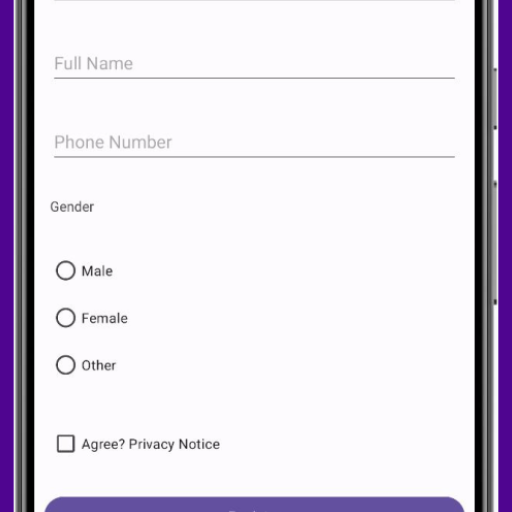 Full Name
Phone Number
Gender
Male
Female
Other
Agree? Privacy Notice